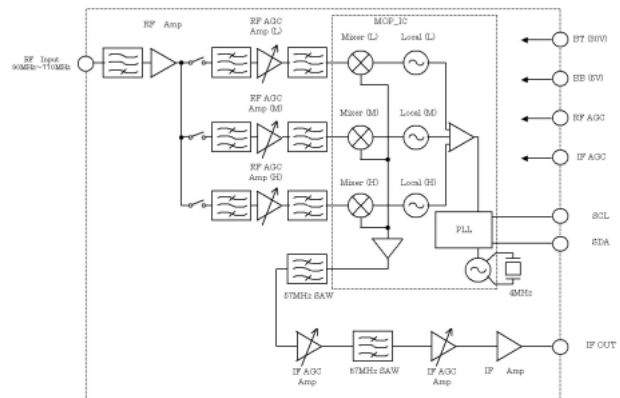 RF Amp
RF AGC
Amp (L)
MOP_IC
Mixer (L)
Local (L)
BT (30V)
RF Input
90MHz~770MHz
BB (5V)
RF AGC
Amp (M)
Mixer (M)
Local (M)
RF AGC
IF AGC
RF AGC
Amp (H)
Mixer (H)
Local (H)
SCL
PLL
SDA
57MHz SAW
4MHz
IF OUT
IF AGC
Amp
57MHz SAW
IF AGC
Amp
IF Amp